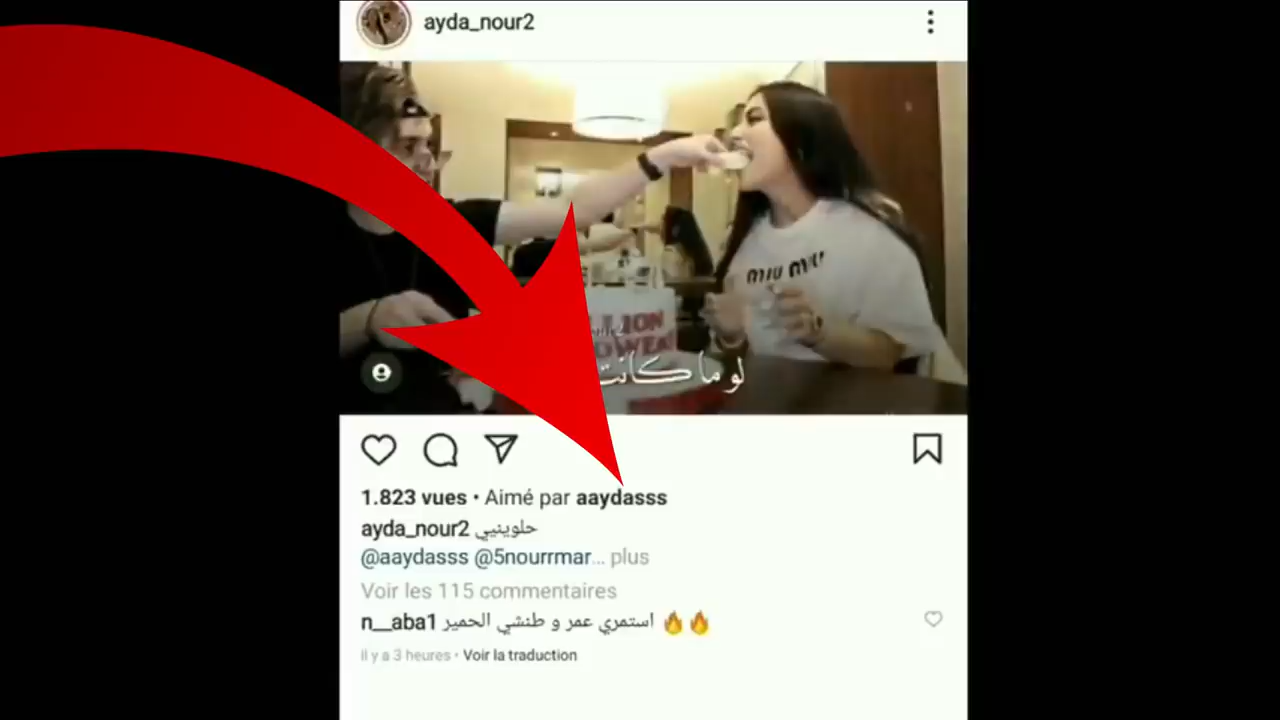 ayda_nour2
miu miu
LLION
لو ما كانت
1.823 vues • Aimé par aaydasss
ayda_nour2 حلوينيي
@aaydasss @5nourrmar... plus
Voir les 115 commentaires
n__aba1 استمري عمر و طنشي الحمير 🔥🔥
Il y a 3 heures • Voir la traduction